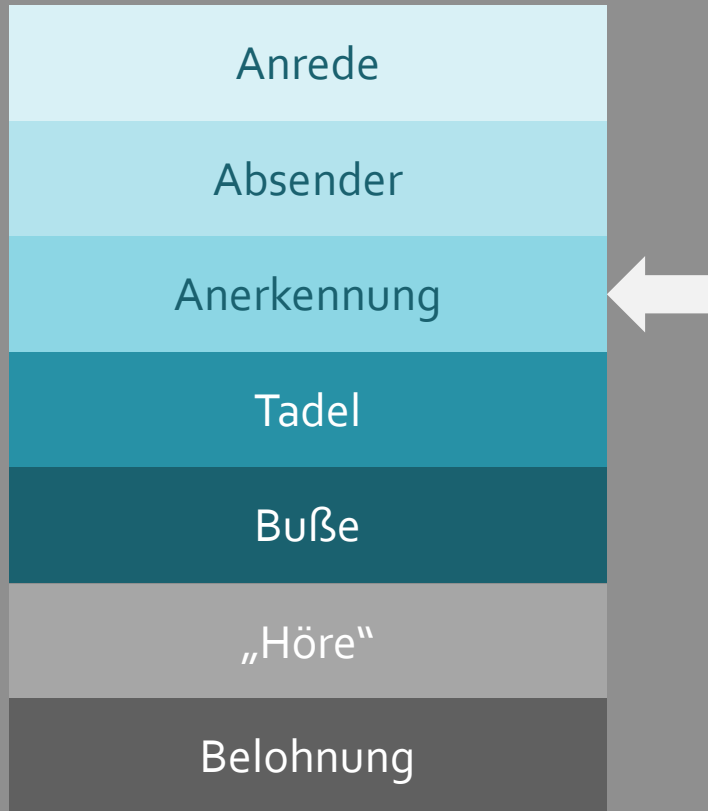 Anrede
Absender
Anerkennung
Tadel
Buße
„Höre“
Belohnung